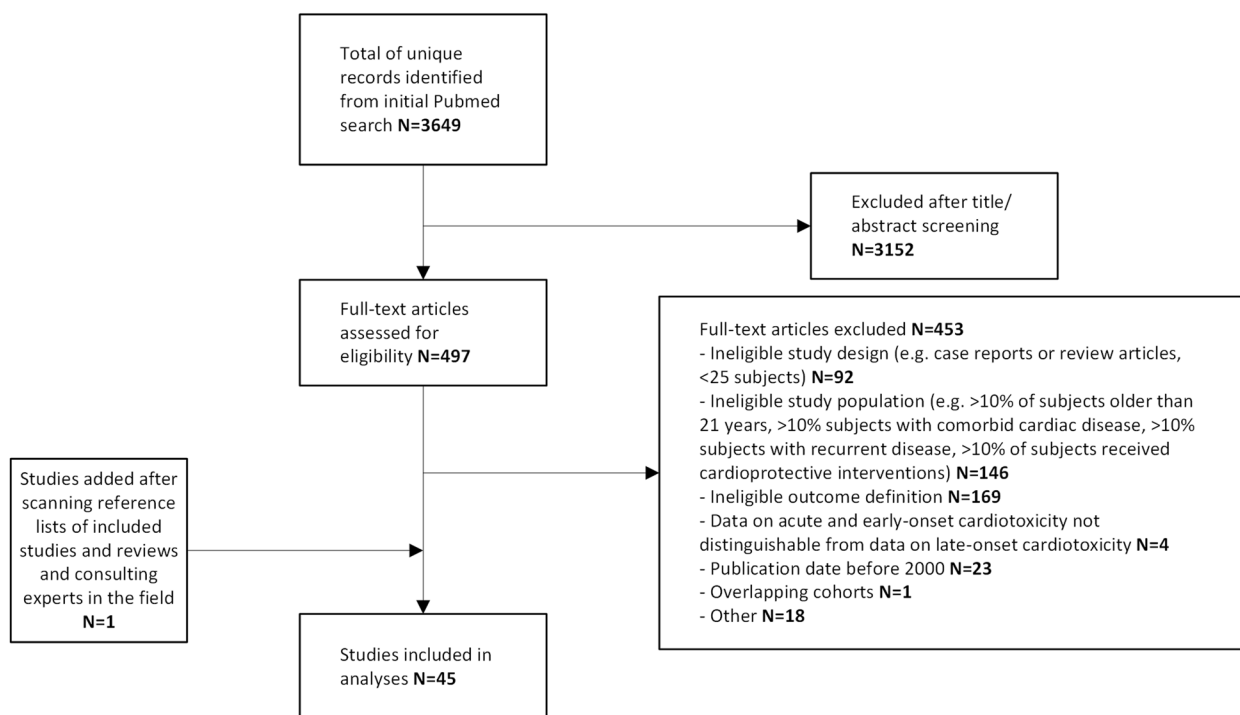 Total of unique
records identified
from initial Pubmed
search N=3649
Excluded after title/
abstract screening
N=3152
Full-text articles
assessed for
eligibility N=497
Full-text articles excluded N=453
- Ineligible study design (e.g. case reports or review articles,
<25 subjects) N=92
- Ineligible study population (e.g. >10% of subjects older than
21 years, >10% subjects with comorbid cardiac disease, >10%
subjects with recurrent disease, >10% of subjects received
cardioprotective interventions) N=146
- Ineligible outcome definition N=169
- Data on acute and early-onset cardiotoxicity not
distinguishable from data on late-onset cardiotoxicity N=4
- Publication date before 2000 N=23
- Overlapping cohorts N=1
- Other N=18
Studies added after
scanning reference
lists of included
studies and reviews
and consulting
experts in the field
N=1
Studies included in
analyses N=45